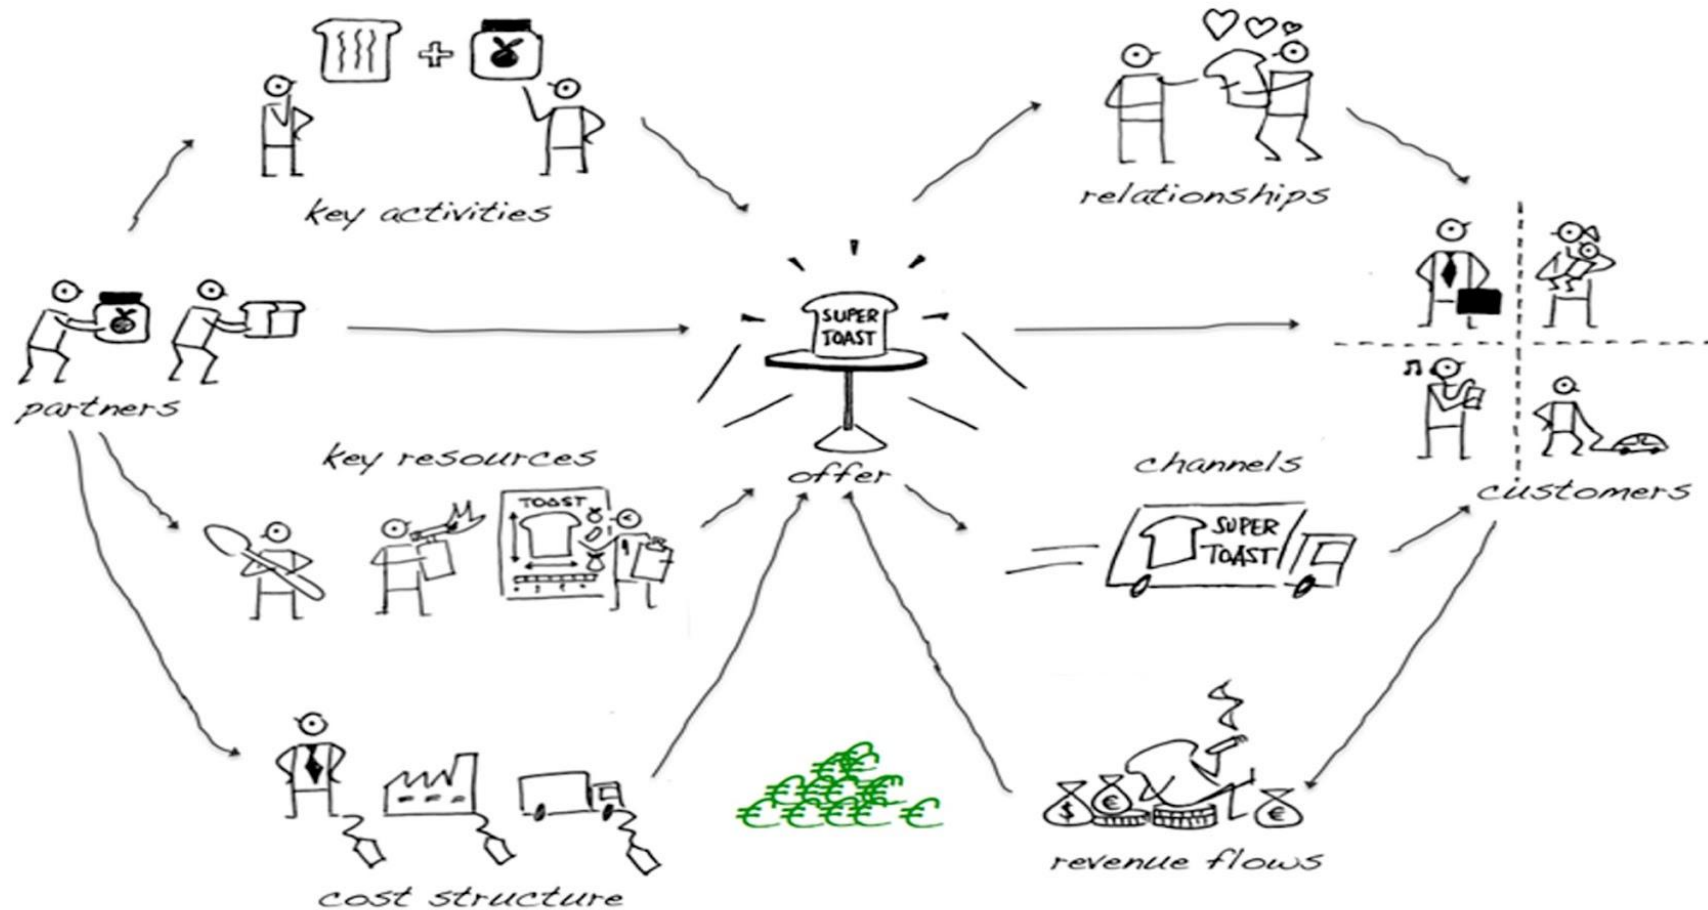 key activities
relationships
SUPER
TOAST
partners
key resources
offer
channels
customers
TOAST
SUPER
TOAST
$
€
€
€€
€€€€
€€€€€
revenue flows
cost structure